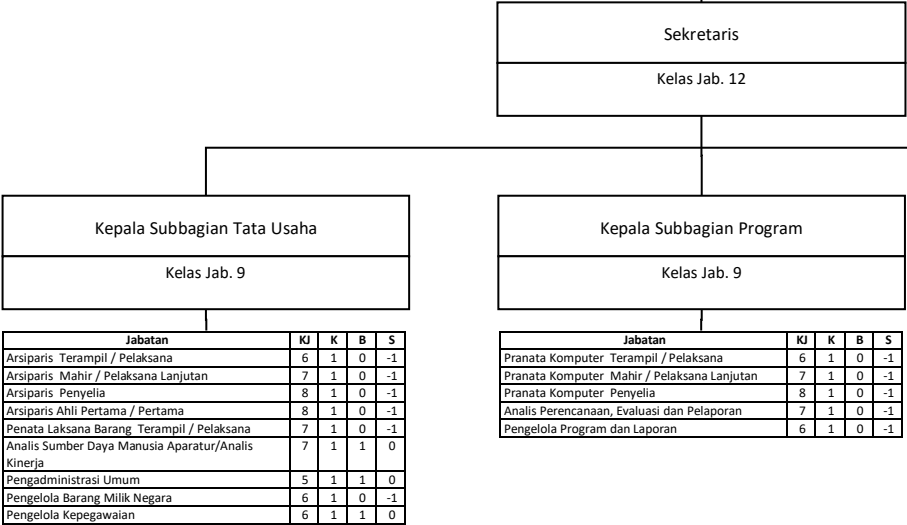 Sekretaris
Kelas Jab. 12
Kepala Subbagian Tata Usaha
Kelas Jab. 9
Jabatan KJ K B S
Arsiparis Terampil / Pelaksana 6 1 0 -1
Arsiparis Mahir / Pelaksana Lanjutan 7 1 0 -1
Arsiparis Penyelia 8 1 0 -1
Arsiparis Ahli Pertama / Pertama 8 1 0 -1
Penata Laksana Barang Terampil / Pelaksana 7 1 0 -1
Analis Sumber Daya Manusia Aparatur/Analis 7 1 1 0
Kinerja
Pengadministrasi Umum 5 1 1 0
Pengelola Barang Milik Negara 6 1 0 -1
Pengelola Kepegawaian 6 1 1 0
Kepala Subbagian Program
Kelas Jab. 9
Jabatan KJ K B S
Pranata Komputer Terampil / Pelaksana 6 1 0 -1
Pranata Komputer Mahir / Pelaksana Lanjutan 7 1 0 -1
Pranata Komputer Penyelia 8 1 0 -1
Analis Perencanaan, Evaluasi dan Pelaporan 7 1 0 -1
Pengelola Program dan Laporan 6 1 0 -1